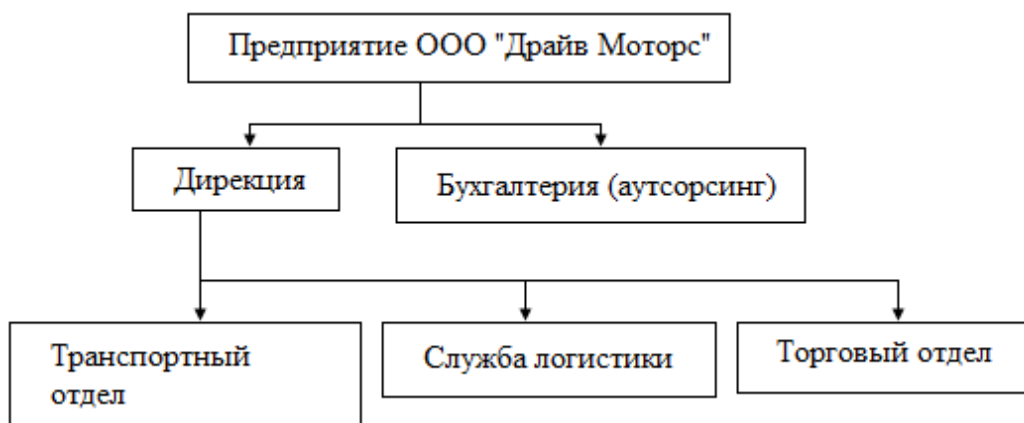 Предприятие ООО "Драйв Моторс"
Дирекция
Бухгалтерия (аутсорсинг)
Транспортный
отдел
Служба логистики
Торговый отдел